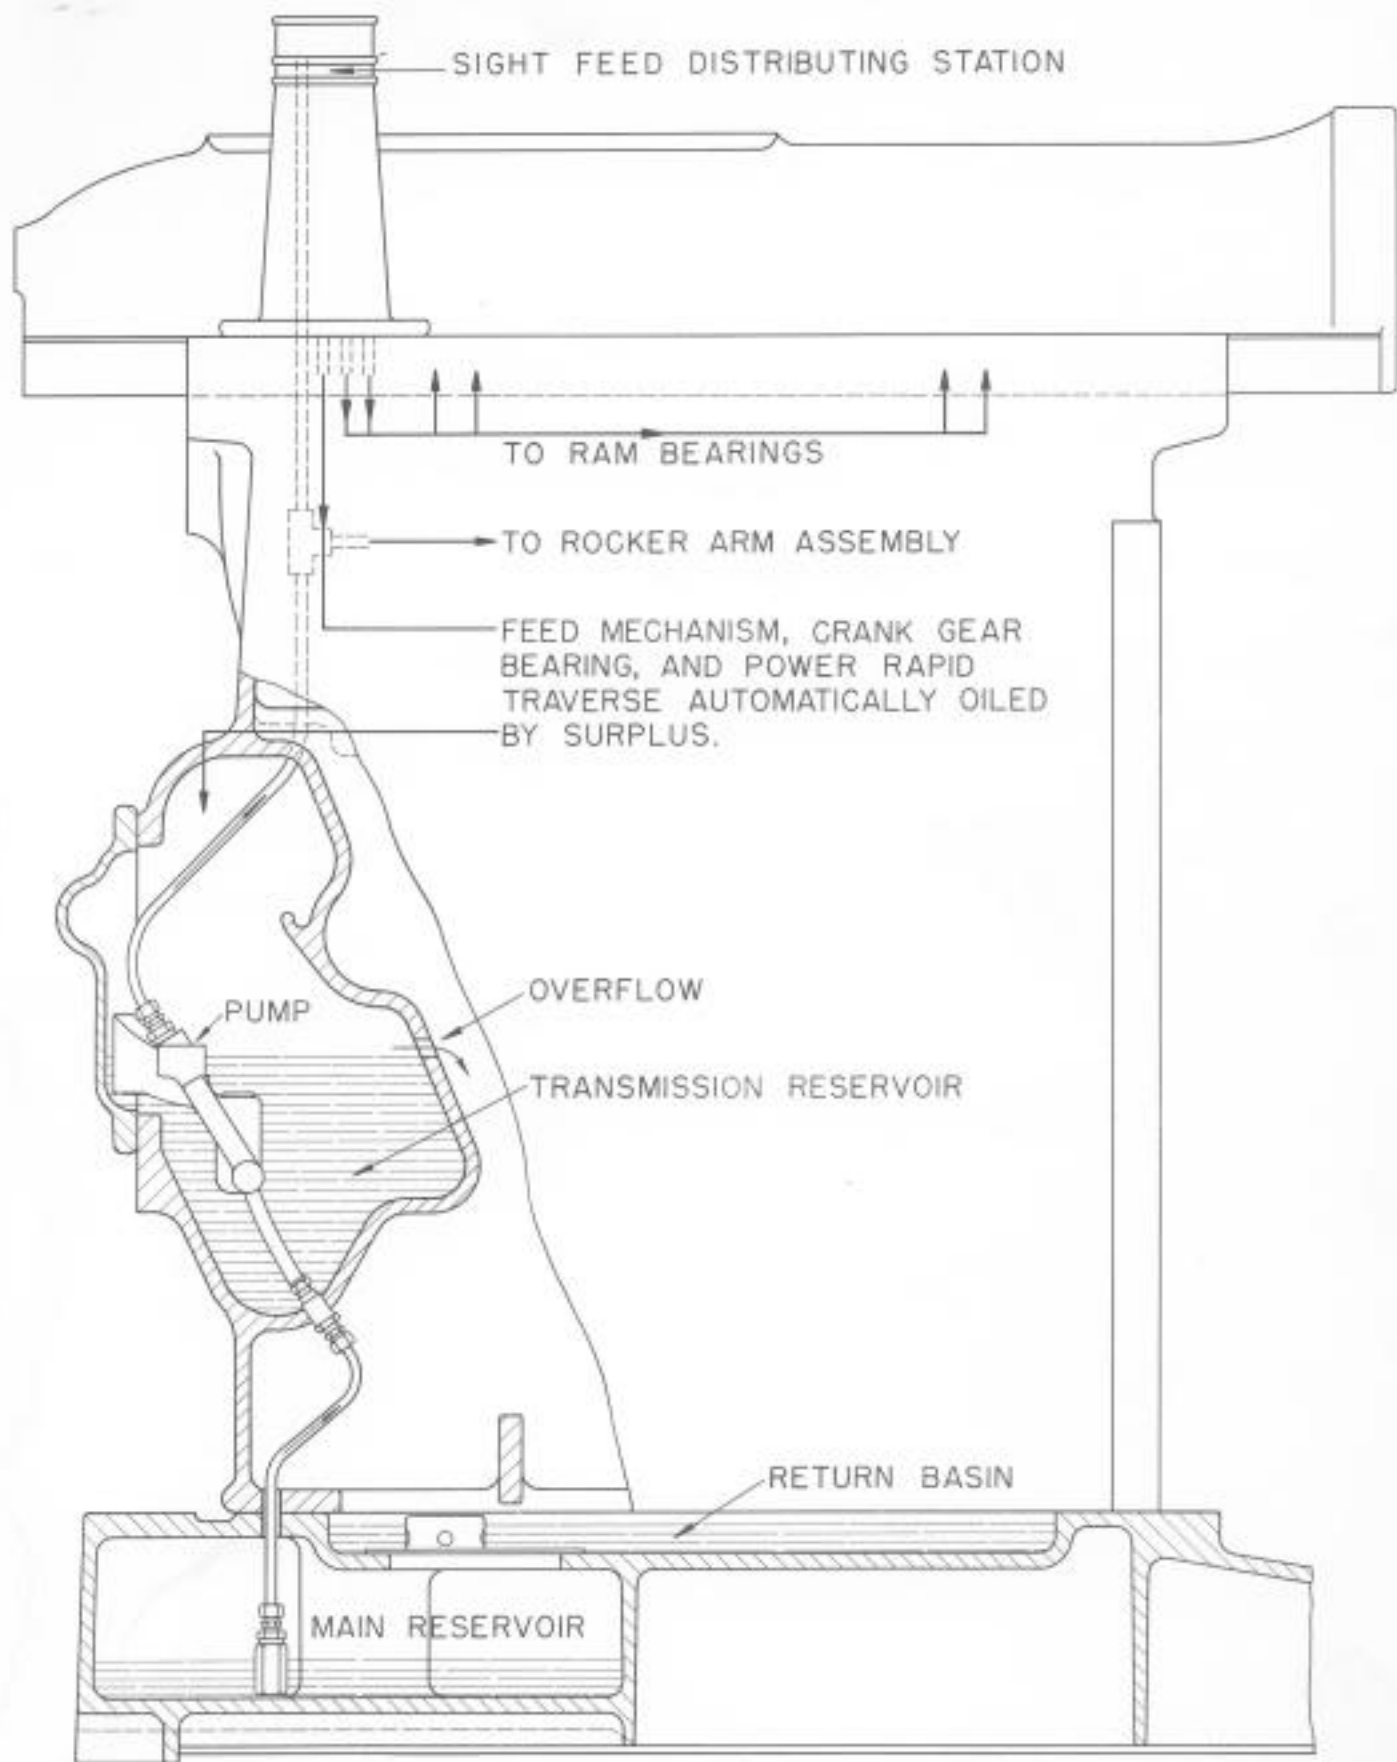 SIGHT FEED DISTRIBUTING STATION
TO RAM BEARINGS
TO ROCKER ARM ASSEMBLY
FEED MECHANISM, CRANK GEAR
BEARING, AND POWER RAPID
TRAVERSE AUTOMATICALLY OILED
BY SURPLUS.
OVERFLOW
PUMP
TRANSMISSION RESERVOIR
RETURN BASIN
MAIN RESERVOIR